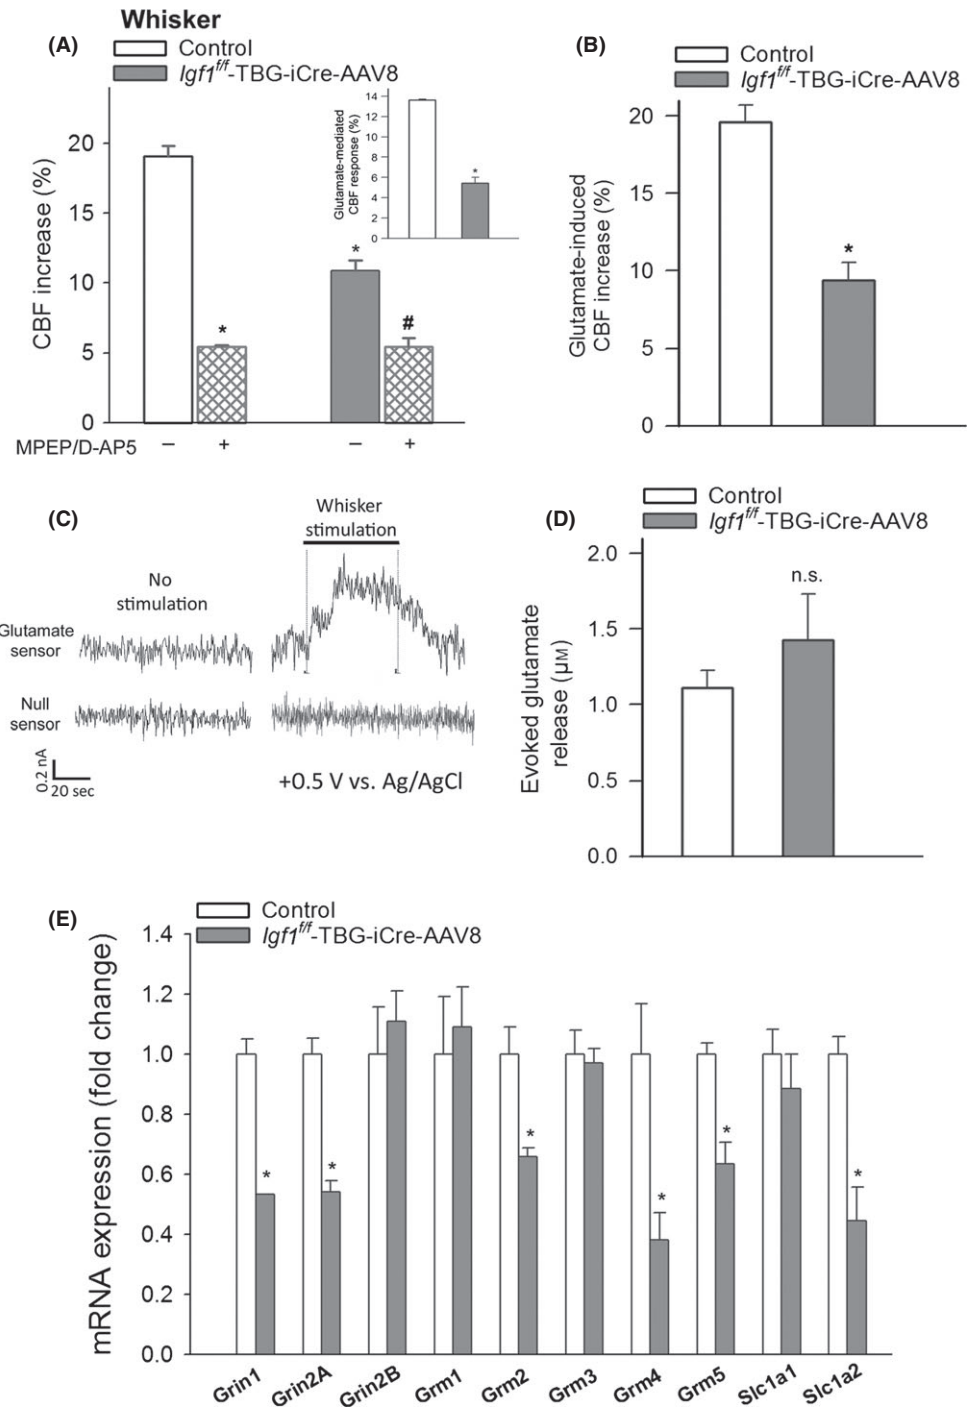 Whisker
(A)
Control
Igf1f/f-TBG-iCre-AAV8
CBF increase (%)
20
15
10
5
0
*
*
#
MPEP/D-AP5 – + – +
Glutamate-mediated
CBF response (%)
14
12
10
8
6
4
2
0
*
(B)
Control
Igf1f/f-TBG-iCre-AAV8
Glutamate-induced
CBF increase (%)
20
15
10
5
0
*
(C)
Whisker
stimulation
No
stimulation
Glutamate
sensor
Null
sensor
0.2 nA
20 sec
+0.5 V vs. Ag/AgCl
(D)
Control
Igf1f/f-TBG-iCre-AAV8
Evoked glutamate
release (μM)
2.0
1.5
1.0
0.5
0.0
n.s.
(E)
Control
Igf1f/f-TBG-iCre-AAV8
mRNA expression (fold change)
1.4
1.2
1.0
0.8
0.6
0.4
0.2
0.0
* * * * * *
Grin1 Grin2A Grin2B Grm1 Grm2 Grm3 Grm4 Grm5 Slc1a1 Slc1a2